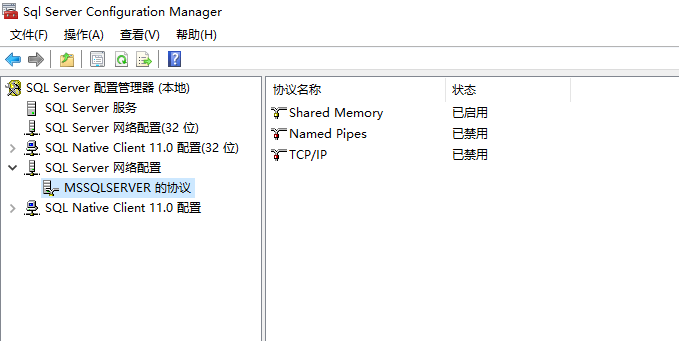 Sql Server Configuration Manager
文件(F) 操作(A) 查看(V) 帮助(H)
SQL Server 配置管理器 (本地)
SQL Server 服务
SQL Server 网络配置(32 位)
SQL Native Client 11.0 配置(32 位)
SQL Server 网络配置
MSSQLSERVER 的协议
SQL Native Client 11.0 配置
协议名称 状态
Shared Memory 已启用
Named Pipes 已禁用
TCP/IP 已禁用